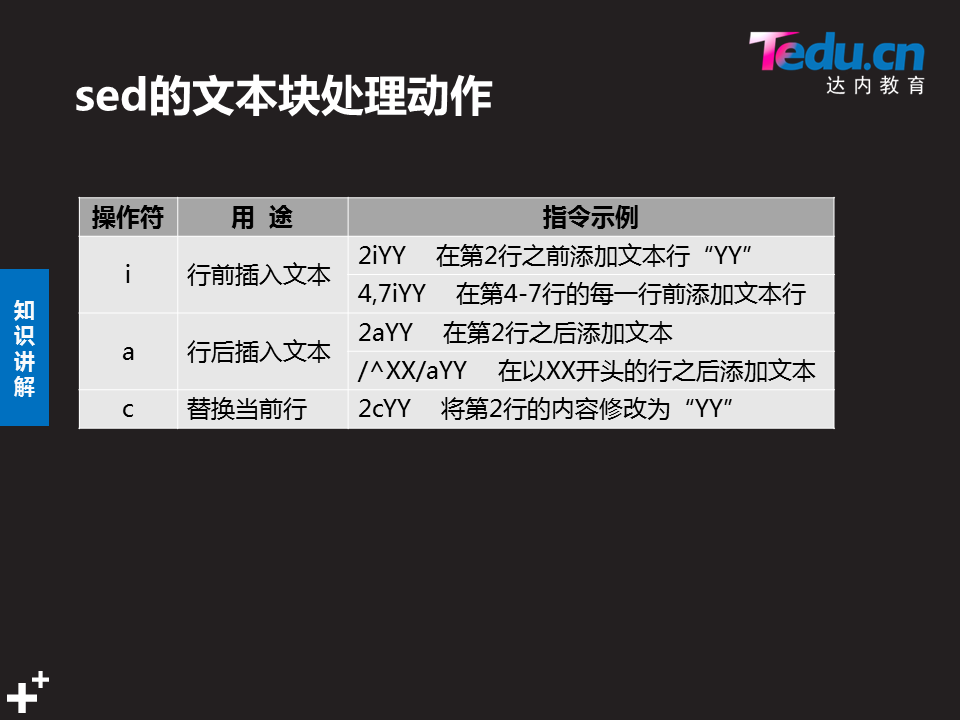 Tedu.cn
达内教育
sed的文本块处理动作
操作符 用 途 指令示例
i 行前插入文本 2iYY 在第2行之前添加文本行“YY”
4,7iYY 在第4-7行的每一行前添加文本行
a 行后插入文本 2aYY 在第2行之后添加文本
/^XX/aYY 在以XX开头的行之后添加文本
c 替换当前行 2cYY 将第2行的内容修改为“YY”
知
识
讲
解